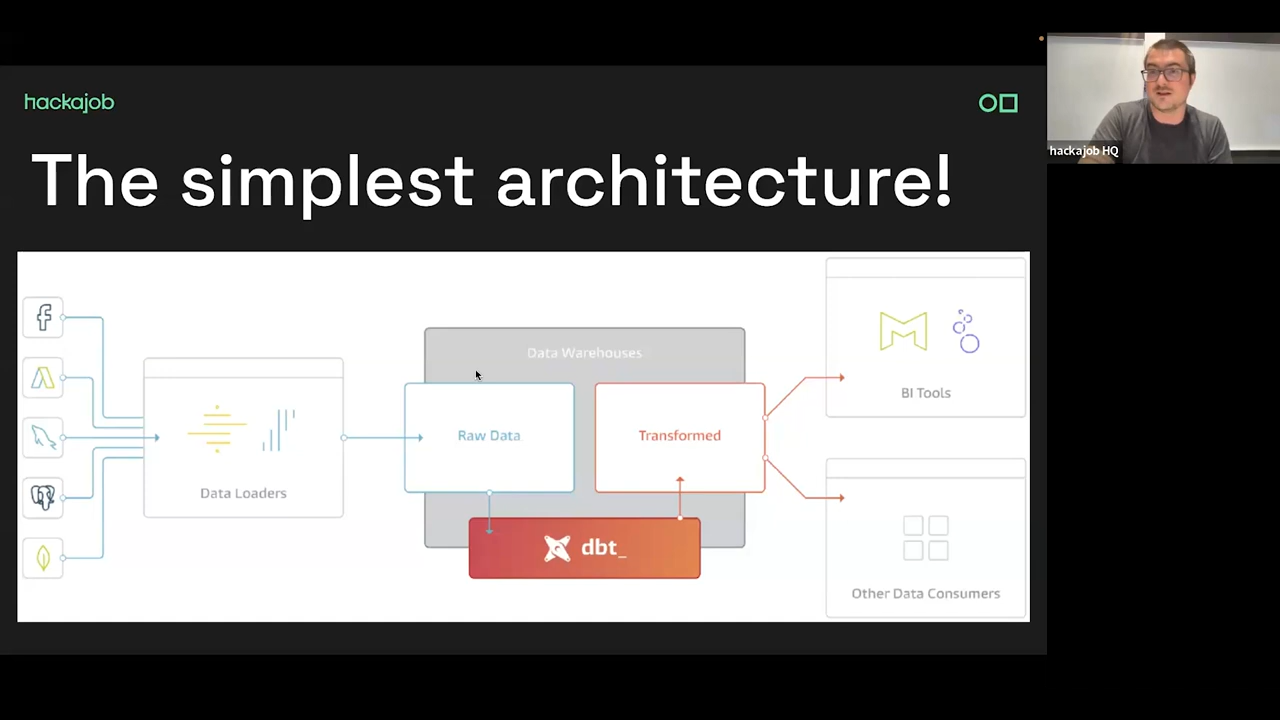 hackajob
The simplest architecture!
hackajob HQ
Data Warehouses
Raw Data
Transformed
Data Loaders
dbt_
BI Tools
Other Data Consumers